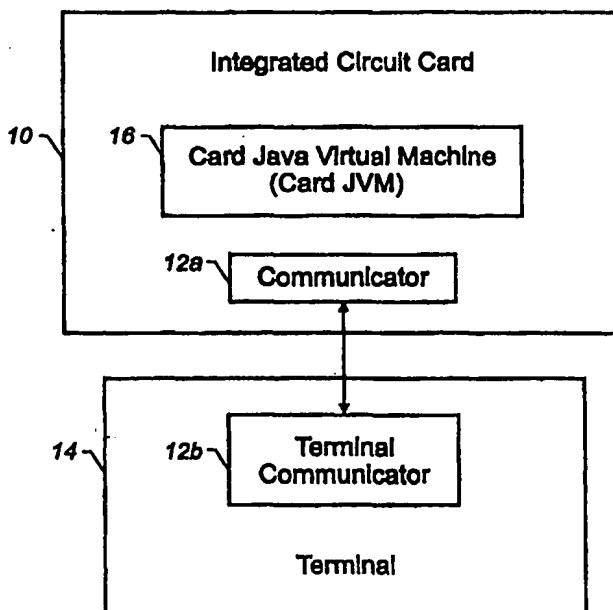 Integrated Circuit Card
10
16
Card Java Virtual Machine
(Card JVM)
12a
Communicator
14
12b
Terminal
Communicator
Terminal